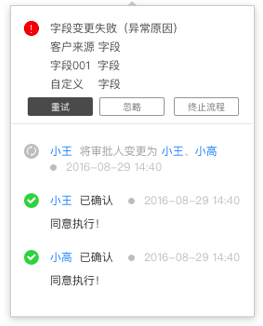 字段变更失败（异常原因）
客户来源 字段
字段001 字段
自定义 字段
重试 忽略 终止流程
小王 将审批人变更为 小王、小高
2016-08-29 14:40
小王 已确认 2016-08-29 14:40
同意执行！
小高 已确认 2016-08-29 14:40
同意执行！